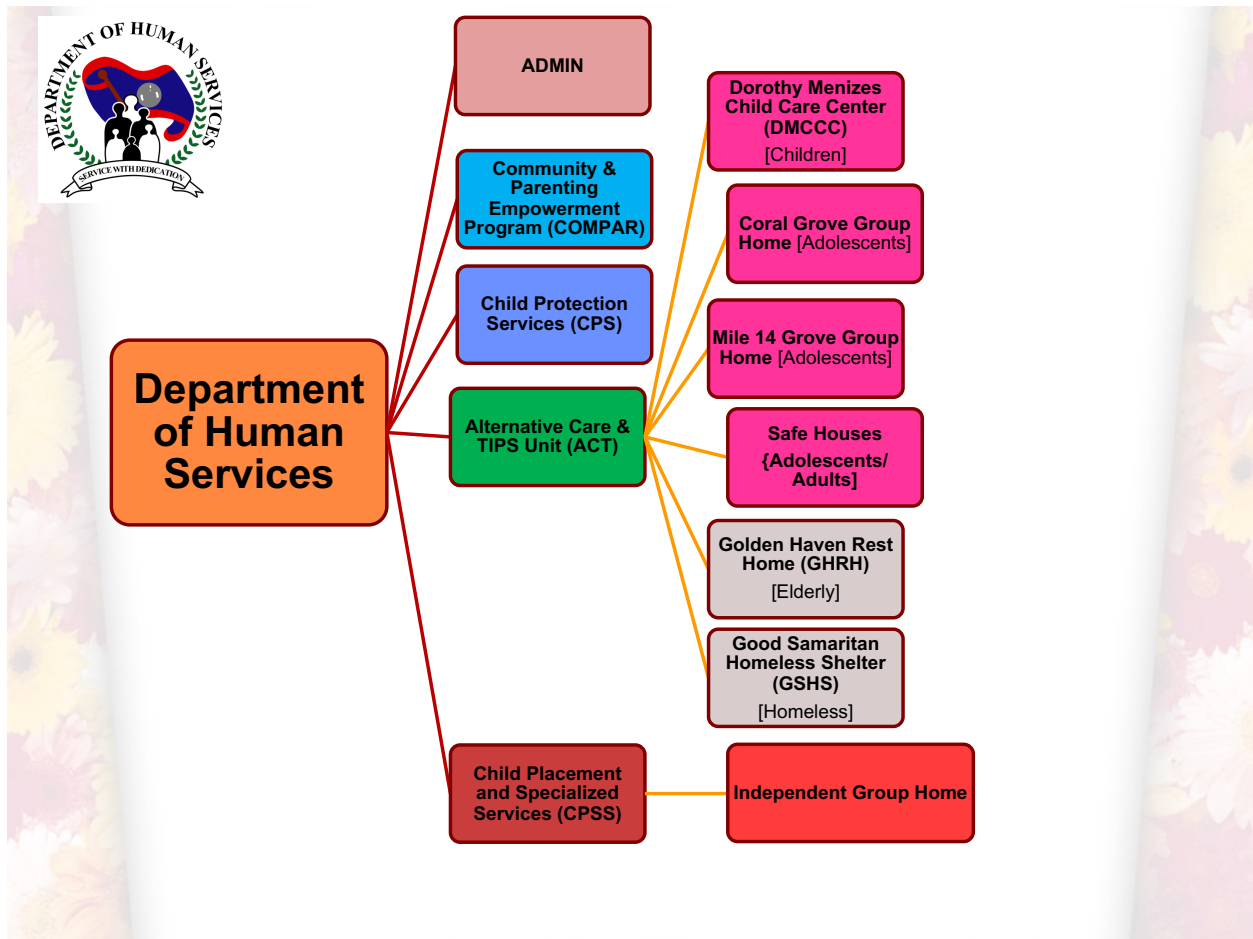 DEPARTMENT OF HUMAN SERVICES
SERVICE WITH DEDICATION
Department
of Human
Services
ADMIN
Community &
Parenting
Empowerment
Program (COMPAR)
Child Protection
Services (CPS)
Alternative Care &
TIPS Unit (ACT)
Child Placement
and Specialized
Services (CPSS)
Dorothy Menizes
Child Care Center
(DMCCC)
[Children]
Coral Grove Group
Home [Adolescents]
Mile 14 Grove Group
Home [Adolescents]
Safe Houses
{Adolescents/
Adults]
Golden Haven Rest
Home (GHRH)
[Elderly]
Good Samaritan
Homeless Shelter
(GSHS)
[Homeless]
Independent Group Home